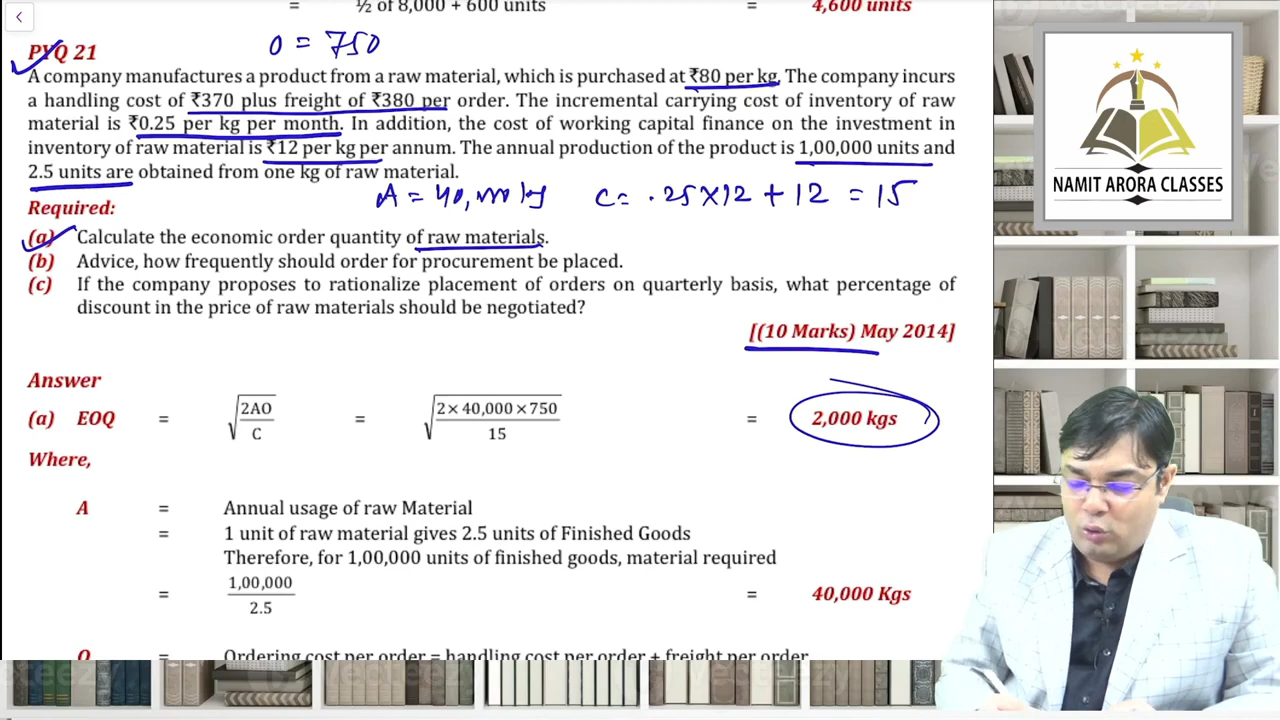 = ½ of 8,000 + 600 units = 4,600 units
O = 750
PYQ 21
A company manufactures a product from a raw material, which is purchased at ₹80 per kg. The company incurs
a handling cost of ₹370 plus freight of ₹380 per order. The incremental carrying cost of inventory of raw
material is ₹0.25 per kg per month. In addition, the cost of working capital finance on the investment in
inventory of raw material is ₹12 per kg per annum. The annual production of the product is 1,00,000 units and
2.5 units are obtained from one kg of raw material.
A = 40,000 kg C = .25 × 12 + 12 = 15
Required:
(a) Calculate the economic order quantity of raw materials.
(b) Advice, how frequently should order for procurement be placed.
(c) If the company proposes to rationalize placement of orders on quarterly basis, what percentage of
discount in the price of raw materials should be negotiated?
[(10 Marks) May 2014]
Answer
(a) EOQ = √2AO/C = √2 × 40,000 × 750/15 = 2,000 kgs
Where,
A = Annual usage of raw Material
= 1 unit of raw material gives 2.5 units of Finished Goods
Therefore, for 1,00,000 units of finished goods, material required
= 1,00,000/2.5 = 40,000 Kgs
O = Ordering cost per order = handling cost per order + freight per order
NAMIT ARORA CLASSES